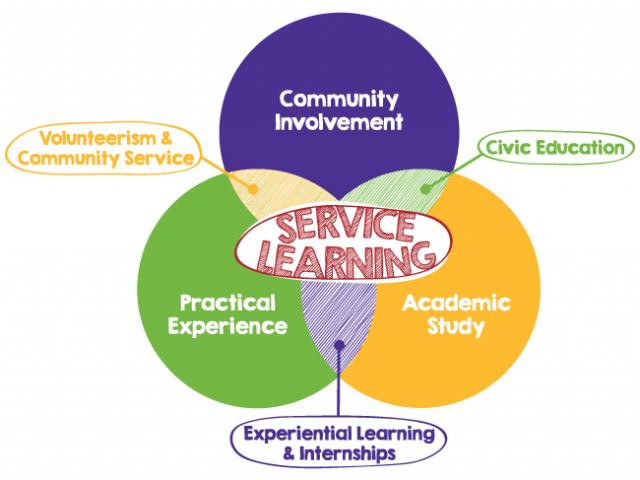 Community
Involvement
Volunteerism &
Community Service
Civic Education
SERVICE
LEARNING
Practical
Experience
Academic
Study
Experiential Learning
& Internships